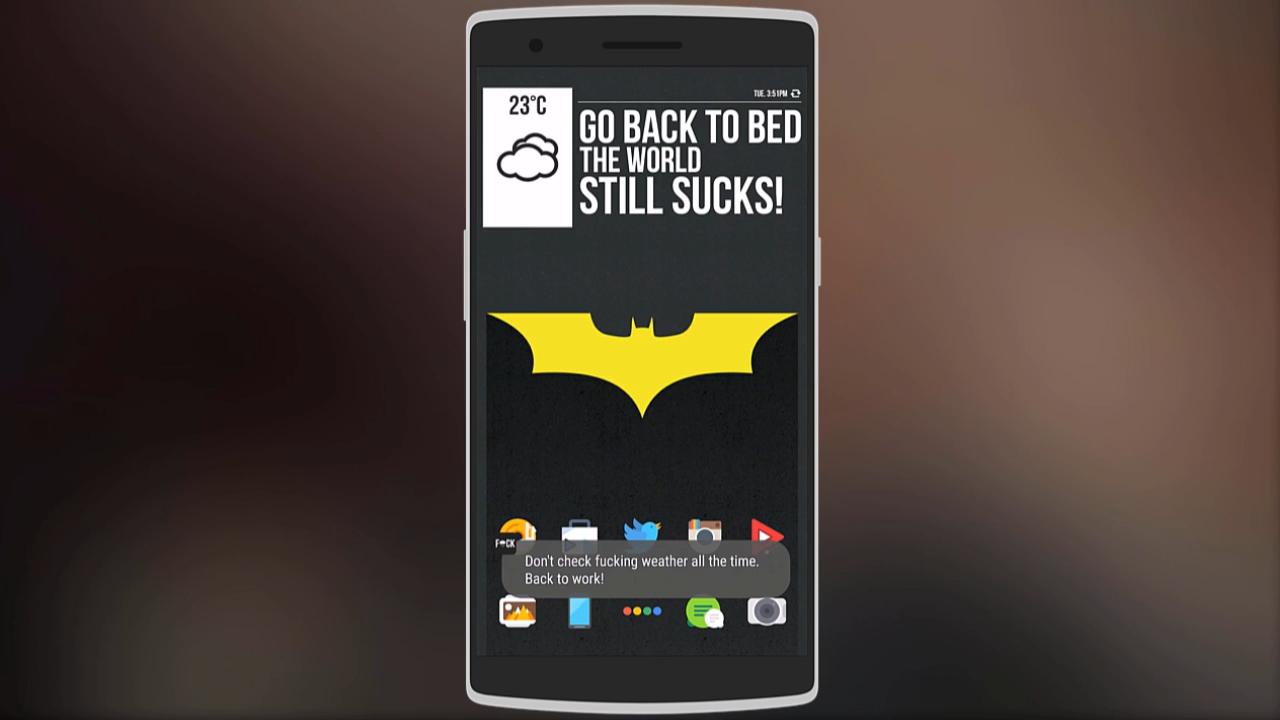 TUE. 3:51PM
23°C
GO BACK TO BED
THE WORLD
STILL SUCKS!
F*CK
Don't check fucking weather all the time.
Back to work!